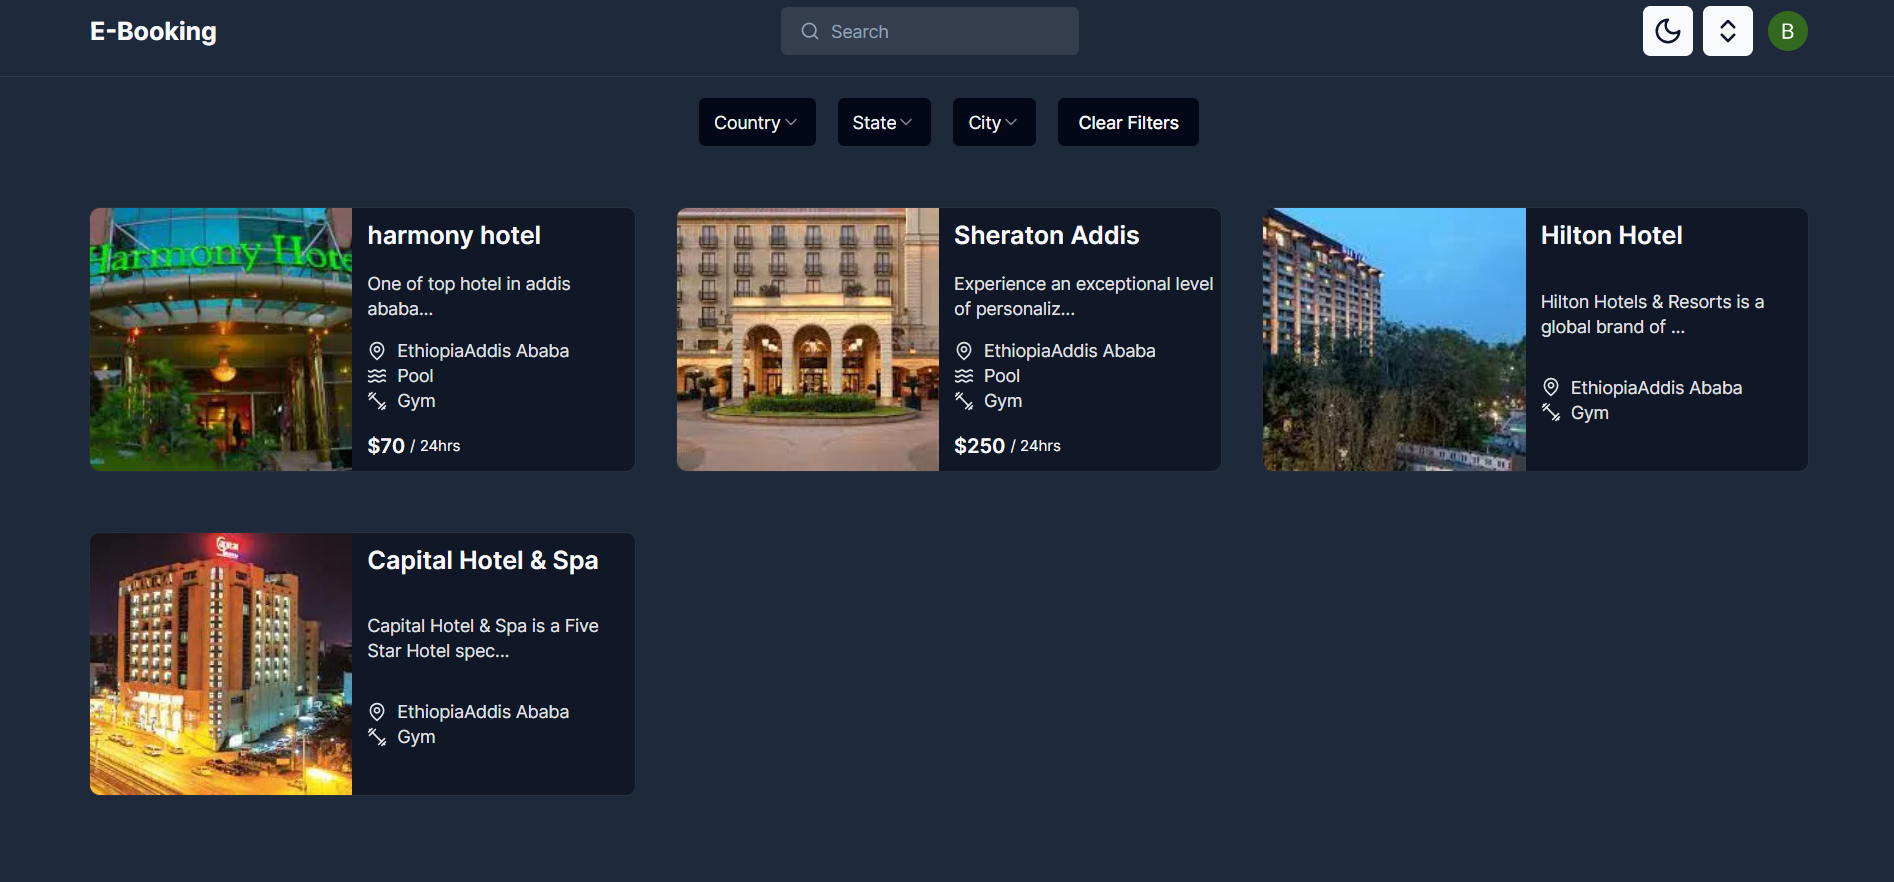 E-Booking
Search
B
Country
State
City
Clear Filters
Harmony Hote
harmony hotel
One of top hotel in addis
ababa...
EthiopiaAddis Ababa
Pool
Gym
$70 / 24hrs
Sheraton Addis
Experience an exceptional level
of personaliz...
EthiopiaAddis Ababa
Pool
Gym
$250 / 24hrs
Hilton Hotel
Hilton Hotels & Resorts is a
global brand of ...
EthiopiaAddis Ababa
Gym
Capital
Capital Hotel & Spa
Capital Hotel & Spa is a Five
Star Hotel spec...
EthiopiaAddis Ababa
Gym